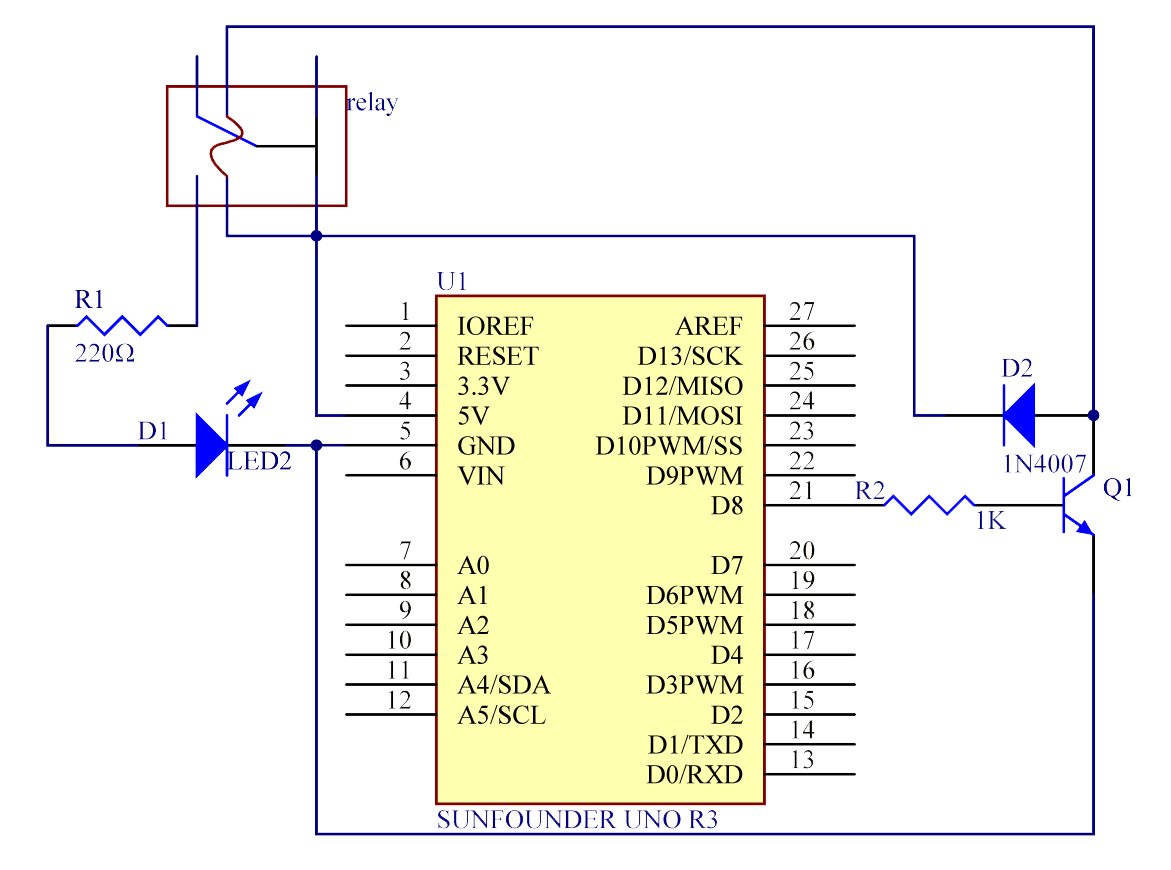 relay
U1
R1
220Ω
1
IOREF
2
RESET
3
3.3V
4
5V
5
GND
6
VIN
7
A0
8
A1
9
A2
10
A3
11
A4/SDA
12
A5/SCL
27
AREF
26
D13/SCK
25
D12/MISO
24
D11/MOSI
23
D10PWM/SS
22
D9PWM
21
D8
20
D7
19
D6PWM
18
D5PWM
17
D4
16
D3PWM
15
D2
14
D1/TXD
13
D0/RXD
D1
LED2
D2
1N4007
R2
1K
Q1
SUNFOUNDER UNO R3